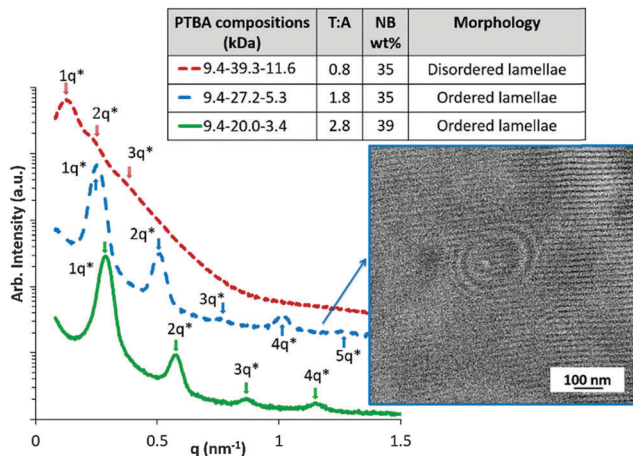 PTBA compositions (kDa) T:A NB wt% Morphology
9.4-39.3-11.6 0.8 35 Disordered lamellae
9.4-27.2-5.3 1.8 35 Ordered lamellae
9.4-20.0-3.4 2.8 39 Ordered lamellae
1q*
2q*
3q*
1q*
2q*
3q*
4q*
5q*
1q*
2q*
3q*
4q*
100 nm
Arb. Intensity (a.u.)
0 0.5 1 1.5
q (nm⁻¹)